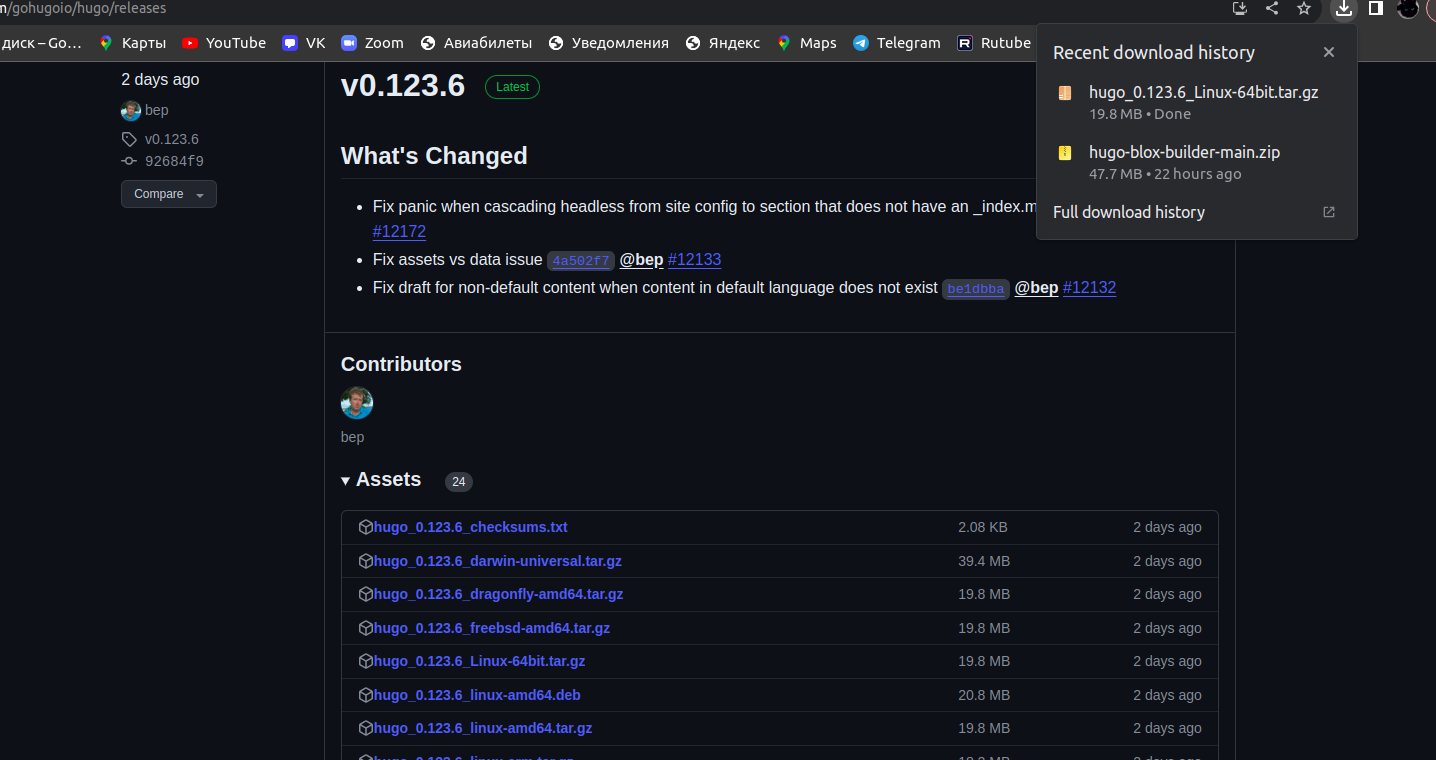 m/gohugoio/hugo/releases
диск – Go... Карты YouTube VK Zoom Авиабилеты Уведомления Яндекс Maps Telegram Rutube
Recent download history
hugo_0.123.6_Linux-64bit.tar.gz
19.8 MB • Done
hugo-blox-builder-main.zip
47.7 MB • 22 hours ago
Full download history
2 days ago
bep
v0.123.6
92684f9
Compare
v0.123.6 Latest
What's Changed
Fix panic when cascading headless from site config to section that does not have an _index.m
#12172
Fix assets vs data issue 4a502f7 @bep #12133
Fix draft for non-default content when content in default language does not exist be1dbba @bep #12132
Contributors
bep
Assets 24
hugo_0.123.6_checksums.txt 2.08 KB 2 days ago
hugo_0.123.6_darwin-universal.tar.gz 39.4 MB 2 days ago
hugo_0.123.6_dragonfly-amd64.tar.gz 19.8 MB 2 days ago
hugo_0.123.6_freebsd-amd64.tar.gz 19.8 MB 2 days ago
hugo_0.123.6_Linux-64bit.tar.gz 19.8 MB 2 days ago
hugo_0.123.6_linux-amd64.deb 20.8 MB 2 days ago
hugo_0.123.6_linux-amd64.tar.gz 19.8 MB 2 days ago